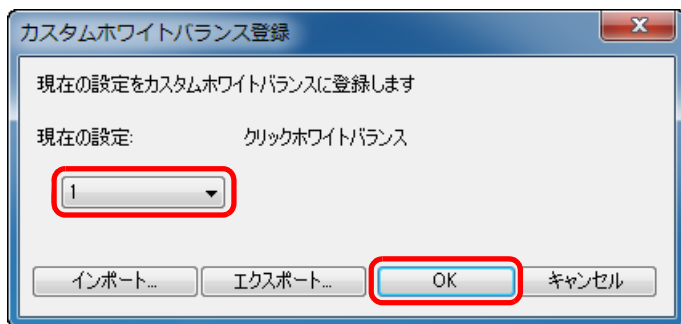 カスタムホワイトバランス登録
現在の設定をカスタムホワイトバランスに登録します
現在の設定: クリックホワイトバランス
1
インポート... エクスポート... OK キャンセル